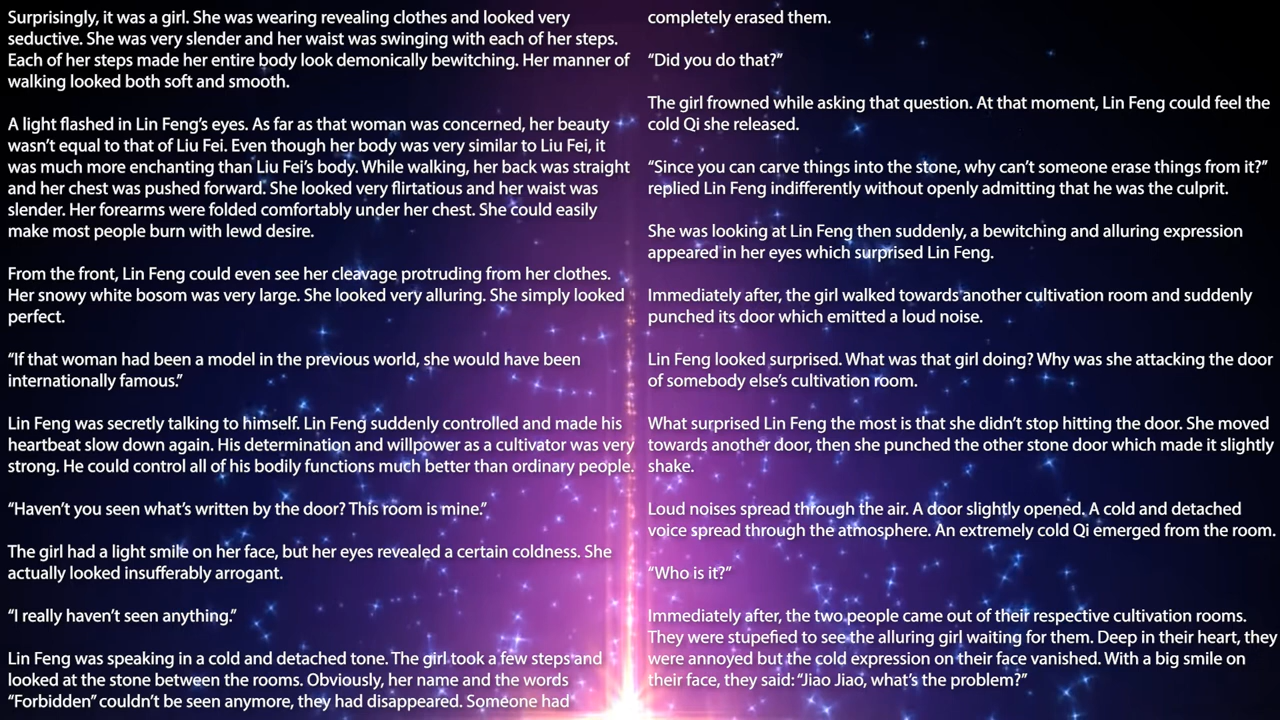 Surprisingly, it was a girl. She was wearing revealing clothes and looked very
seductive. She was very slender and her waist was swinging with each of her steps.
Each of her steps made her entire body look demonically bewitching. Her manner of
walking looked both soft and smooth.
A light flashed in Lin Feng's eyes. As far as that woman was concerned, her beauty
wasn't equal to that of Liu Fei. Even though her body was very similar to Liu Fei, it
was much more enchanting than Liu Fei's body. While walking, her back was straight
and her chest was pushed forward. She looked very flirtatious and her waist was
slender. Her forearms were folded comfortably under her chest. She could easily
make most people burn with lewd desire.
From the front, Lin Feng could even see her cleavage protruding from her clothes.
Her snowy white bosom was very large. She looked very alluring. She simply looked
perfect.
“If that woman had been a model in the previous world, she would have been
internationally famous.”
Lin Feng was secretly talking to himself. Lin Feng suddenly controlled and made his
heartbeat slow down again. His determination and willpower as a cultivator was very
strong. He could control all of his bodily functions much better than ordinary people.
“Haven't you seen what's written by the door? This room is mine.”
The girl had a light smile on her face, but her eyes revealed a certain coldness. She
actually looked insufferably arrogant.
“I really haven't seen anything.”
Lin Feng was speaking in a cold and detached tone. The girl took a few steps and
looked at the stone between the rooms. Obviously, her name and the words
“Forbidden” couldn't be seen anymore, they had disappeared. Someone had
completely erased them.
“Did you do that?”
The girl frowned while asking that question. At that moment, Lin Feng could feel the
cold Qi she released.
“Since you can carve things into the stone, why can't someone erase things from it?”
replied Lin Feng indifferently without openly admitting that he was the culprit.
She was looking at Lin Feng then suddenly, a bewitching and alluring expression
appeared in her eyes which surprised Lin Feng.
Immediately after, the girl walked towards another cultivation room and suddenly
punched its door which emitted a loud noise.
Lin Feng looked surprised. What was that girl doing? Why was she attacking the door
of somebody else's cultivation room.
What surprised Lin Feng the most is that she didn't stop hitting the door. She moved
towards another door, then she punched the other stone door which made it slightly
shake.
Loud noises spread through the air. A door slightly opened. A cold and detached
voice spread through the atmosphere. An extremely cold Qi emerged from the room.
“Who is it?”
Immediately after, the two people came out of their respective cultivation rooms.
They were stupefied to see the alluring girl waiting for them. Deep in their heart, they
were annoyed but the cold expression on their face vanished. With a big smile on
their face, they said: “Jiao Jiao, what's the problem?”